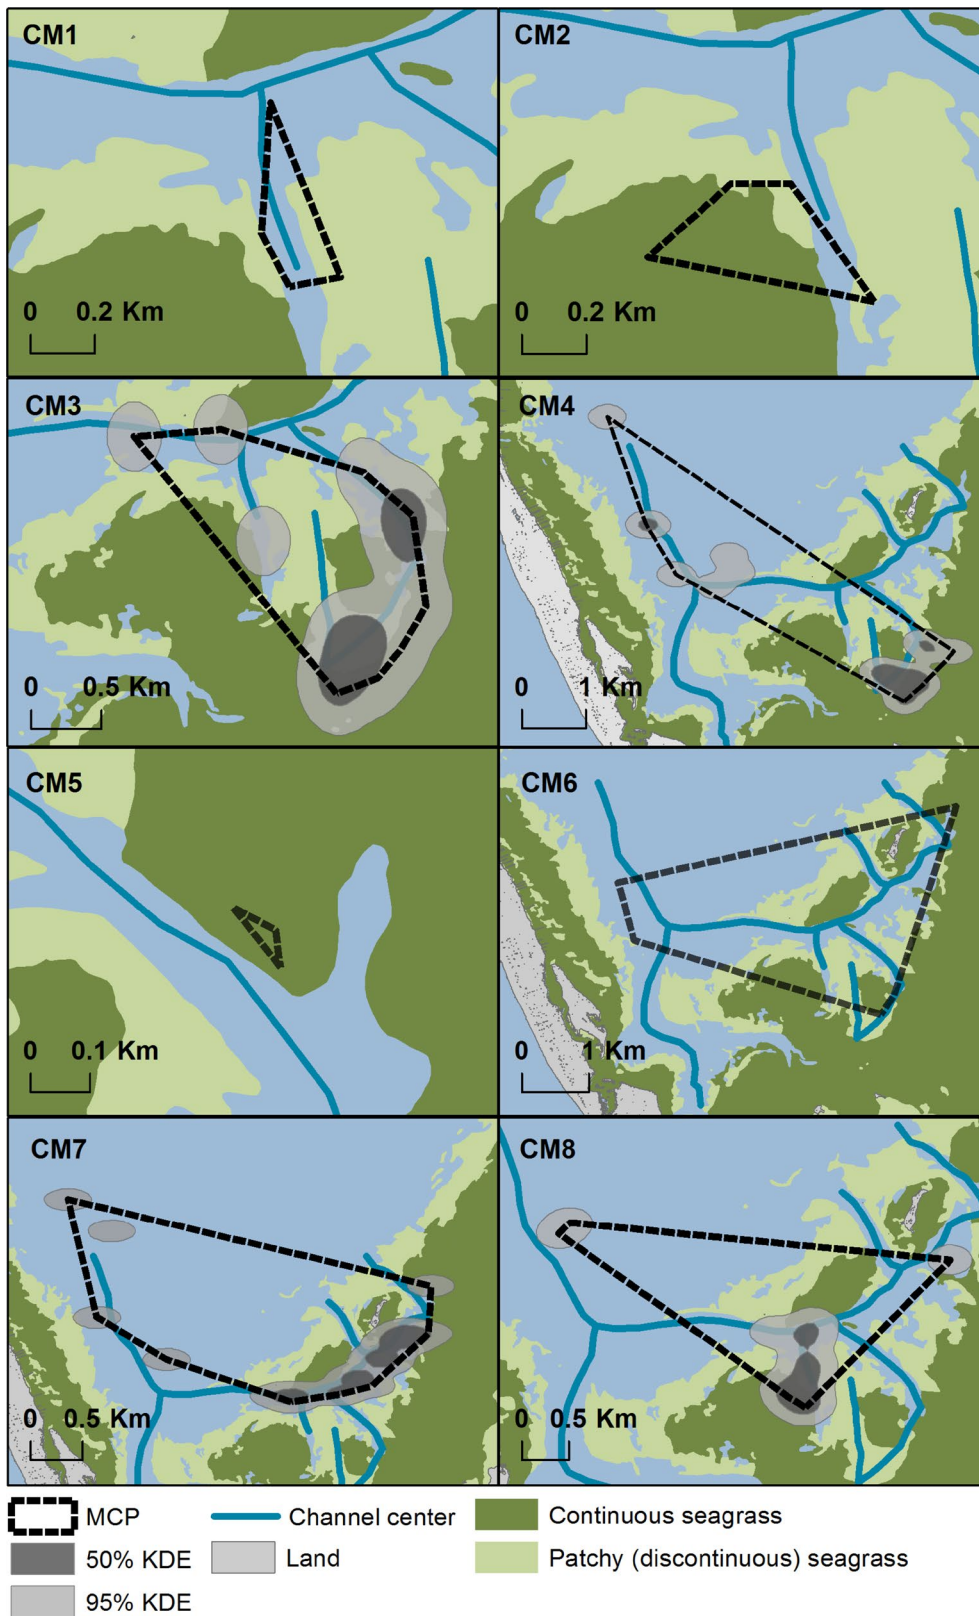 CM1
0 0.2 Km
CM2
0 0.2 Km
CM3
0 0.5 Km
CM4
0 1 Km
CM5
0 0.1 Km
CM6
0 1 Km
CM7
0 0.5 Km
CM8
0 0.5 Km
MCP
Channel center
Continuous seagrass
50% KDE
Land
Patchy (discontinuous) seagrass
95% KDE